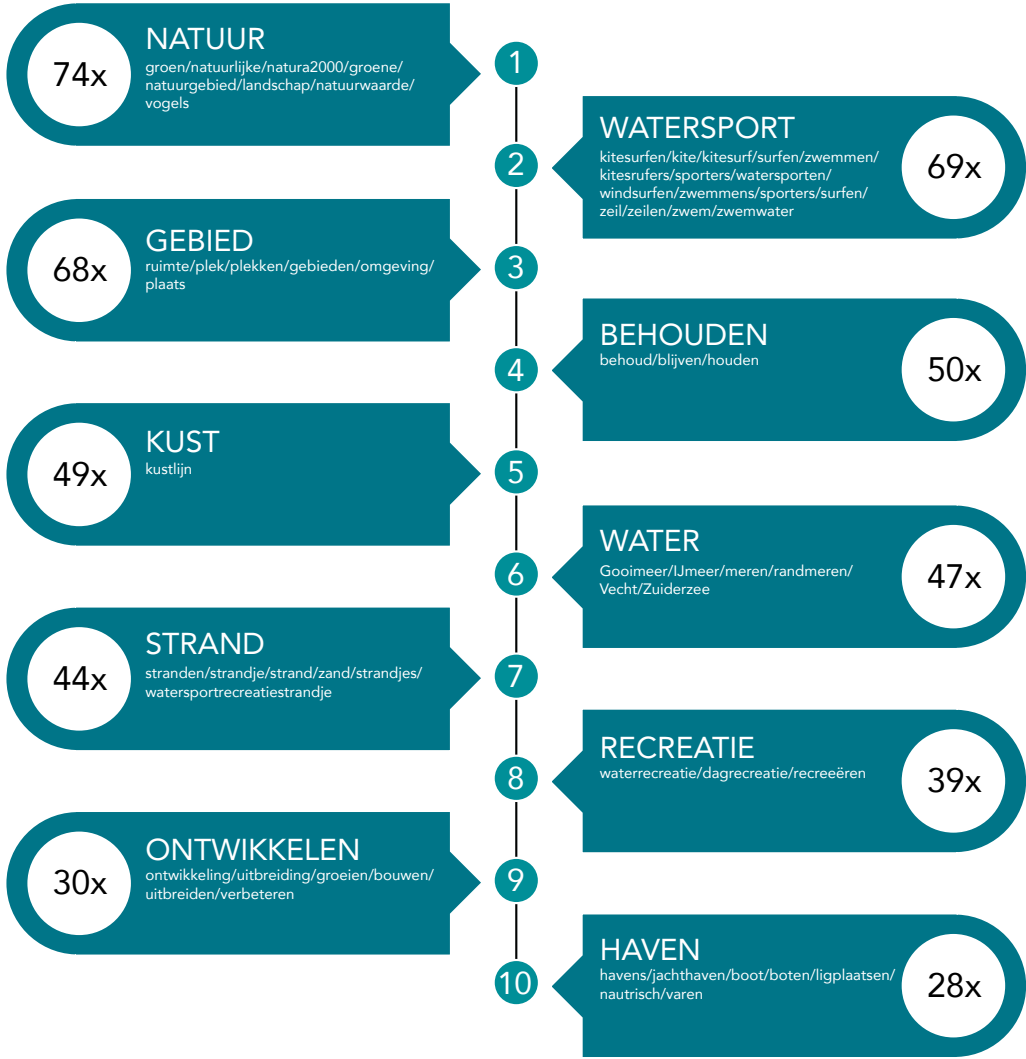 74x
NATUUR
groen/natuurlijke/natura2000/groene/
natuurgebied/landschap/natuurwaarde/
vogels
1
WATERSPORT
kitesurfen/kite/kitesurf/surfen/zwemmen/
kitesrufers/sporters/watersporten/
windsurfen/zwemmens/sporters/surfen/
zeil/zeilen/zwem/zwemwater
69x
2
68x
GEBIED
ruimte/plek/plekken/gebieden/omgeving/
plaats
3
BEHOUDEN
behoud/blijven/houden
50x
4
49x
KUST
kustlijn
5
WATER
Gooimeer/IJmeer/meren/randmeren/
Vecht/Zuiderzee
47x
6
44x
STRAND
stranden/strandje/strand/zand/strandjes/
watersportrecreatiestrandje
7
RECREATIE
waterrecreatie/dagrecreatie/recreeëren
39x
8
30x
ONTWIKKELEN
ontwikkeling/uitbreiding/groeien/bouwen/
uitbreiden/verbeteren
9
HAVEN
havens/jachthaven/boot/boten/ligplaatsen/
nautrisch/varen
28x
10